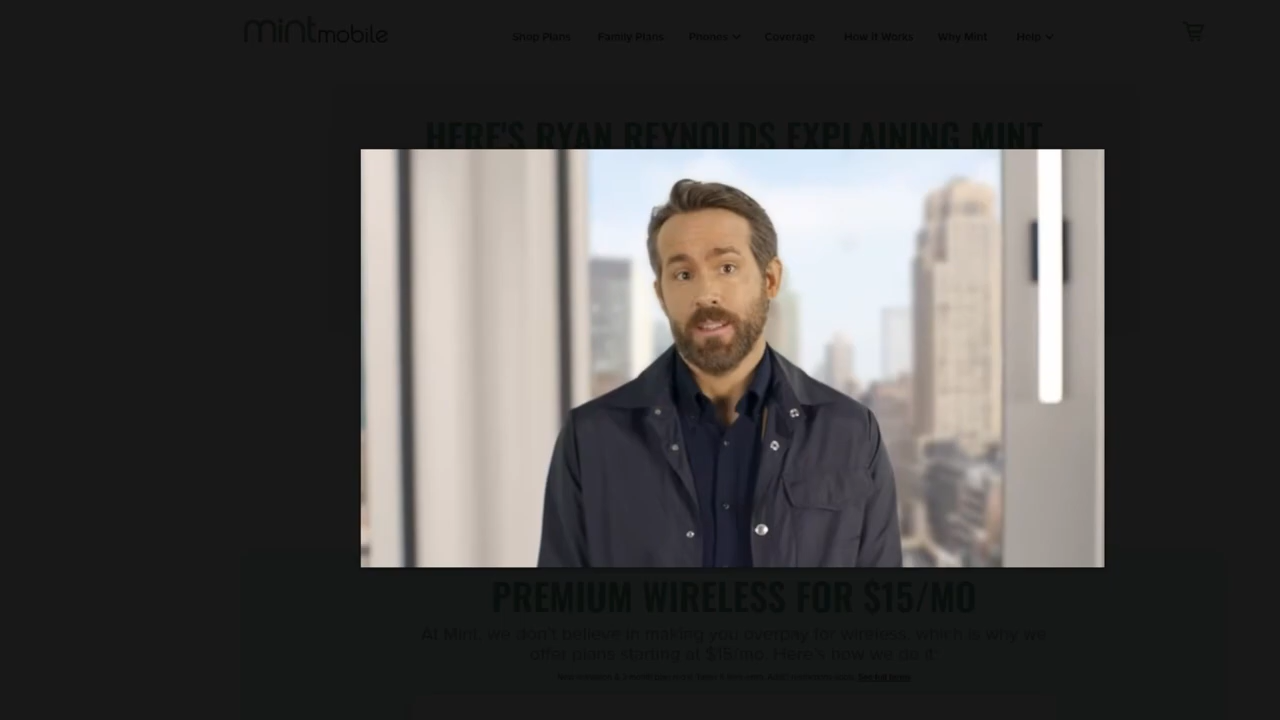 mintmobile
Shop Plans Family Plans Phones Coverage How it Works Why Mint Help
HERE'S RYAN REYNOLDS EXPLAINING MINT
PREMIUM WIRELESS FOR $15/MO
At Mint, we don't believe in making you overpay for wireless, which is why we
offer plans starting at $15/mo. Here's how we do it: